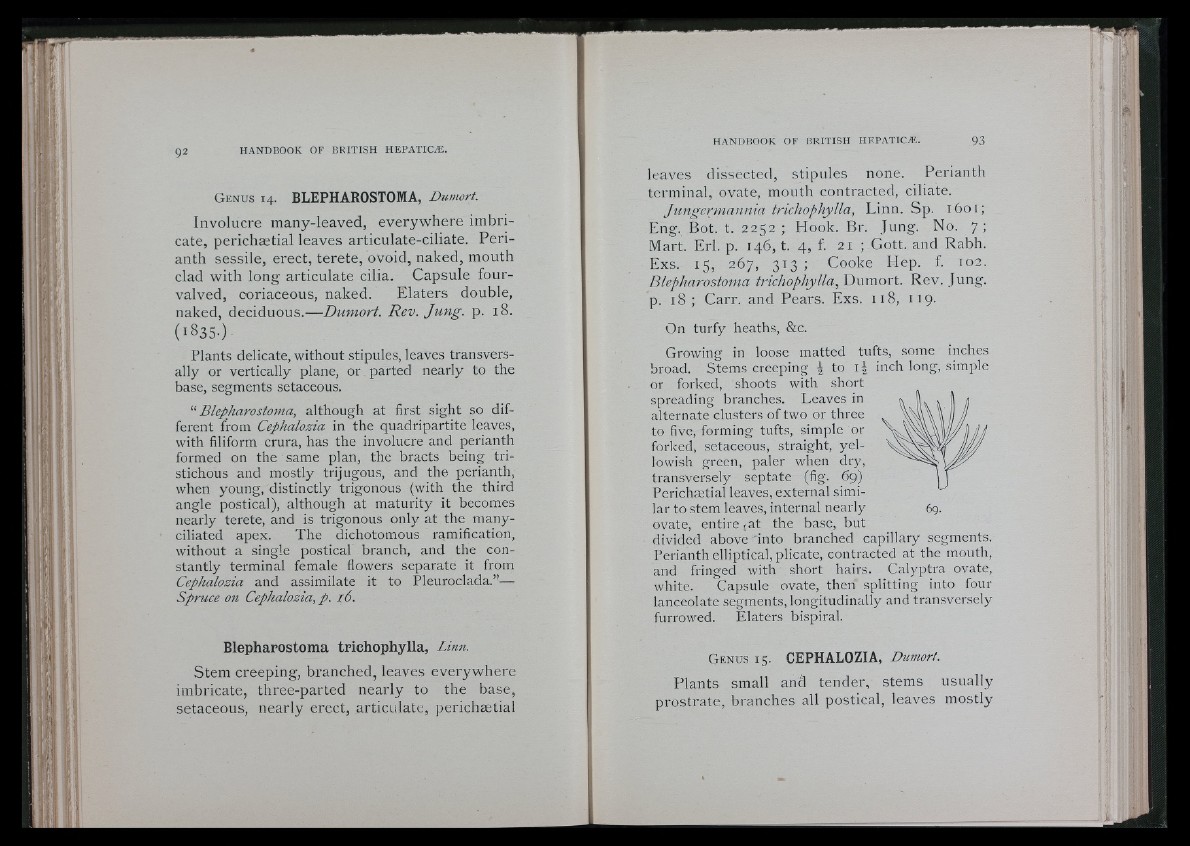 92 HANDBOOK OF BRITISH HEPATICÆ.
GENUS 14. BLEPHAROSTOMA, Dumort.
Involucre many-leaved, everywhere imbri-
cate, perichætial leaves articulate-ciliate. Peri-
anth sessile, erect, terete, ovoid, naked, mouth
clad with long articulate cilia. Capsule four-
valved, coriaceous, naked. Elaters double,
naked, deciduous.—Dumort. Rev. Jung. p. 18.
(1835.)
Plants delicate, without stipules, leaves transvers-
ally or vertically plane, or parted nearly to the
base, segments setaceous.
“Blepharostoma, although at first sight so dif-
ferent from Cephalozia in the quadripartite leaves,
with filiform crura, has the involucre and perianth
formed on the same plan, the bracts being tri-
stichous and mostly trijugous, and the perianth,
when young, distinctly trigonous (with the third
angle postical), although at maturity it becomes
nearly terete, and is trigonous only at the many-
ciliated apex. The dichotomous ramification,
without a single postical branch, and the con-
stantly terminal female flowers separate it from
Cephalozia and assimilate it to Pleuroclada.”—
Spruce on Cephalozia, p. 16.
Blepharostoma trichophylla, Linn.
Stem creeping, branched, leaves everywhere
imbricate, three-parted nearly to the base,
setaceous, nearly erect, articulate, perichætial
HANDBOOK OF BRITISH HEPATICÆ. 93
leaves dissected, stipules none. Perianth
terminal, ovate, mouth contracted, ciliate.
Jungermannia trichophylla, Linn. Sp. 1601;
Eng. Bot. t. 2252 ; Hook. Br. Jung. No. 7 ;
Mart. Erl. p. 146, t. 4, f. 21 ; Gott. and Rabh.
Exs. 15, 267, 313 ; Cooke Hep. f. 102.
Blepharostoma trichophylla, Dumort. Rev. Jung.
p. 18 ; Carr. and Pears. Exs. 118, 119.
On turfy heaths, &c.
Growing in loose matted tufts, some inches
broad. Stems creeping ½ to 1½ inch long, simple
or forked, shoots with short
spreading branches. Leaves in
alternate clusters of two or three
to five, forming tufts, simple or
forked, setaceous, straight, yel-
lowish green, paler when dry,
transversely septate (fig. 69)
Perichætial leaves, external simi-
lar to stem leaves, internal nearly
ovate, entire at the base, but
69.
divided above into branched capillary segments.
Perianth elliptical, plicate, contracted at the mouth,
and fringed with short hairs. Calyptra ovate,
white. Capsule ovate, then splitting into four
lanceolate segments, longitudinally and transversely
furrowed. Elaters bispiral.
GENUS 15. CEPHALOZIA, Dumort.
Plants small and tender, stems usually
prostrate, branches all postical, leaves mostly